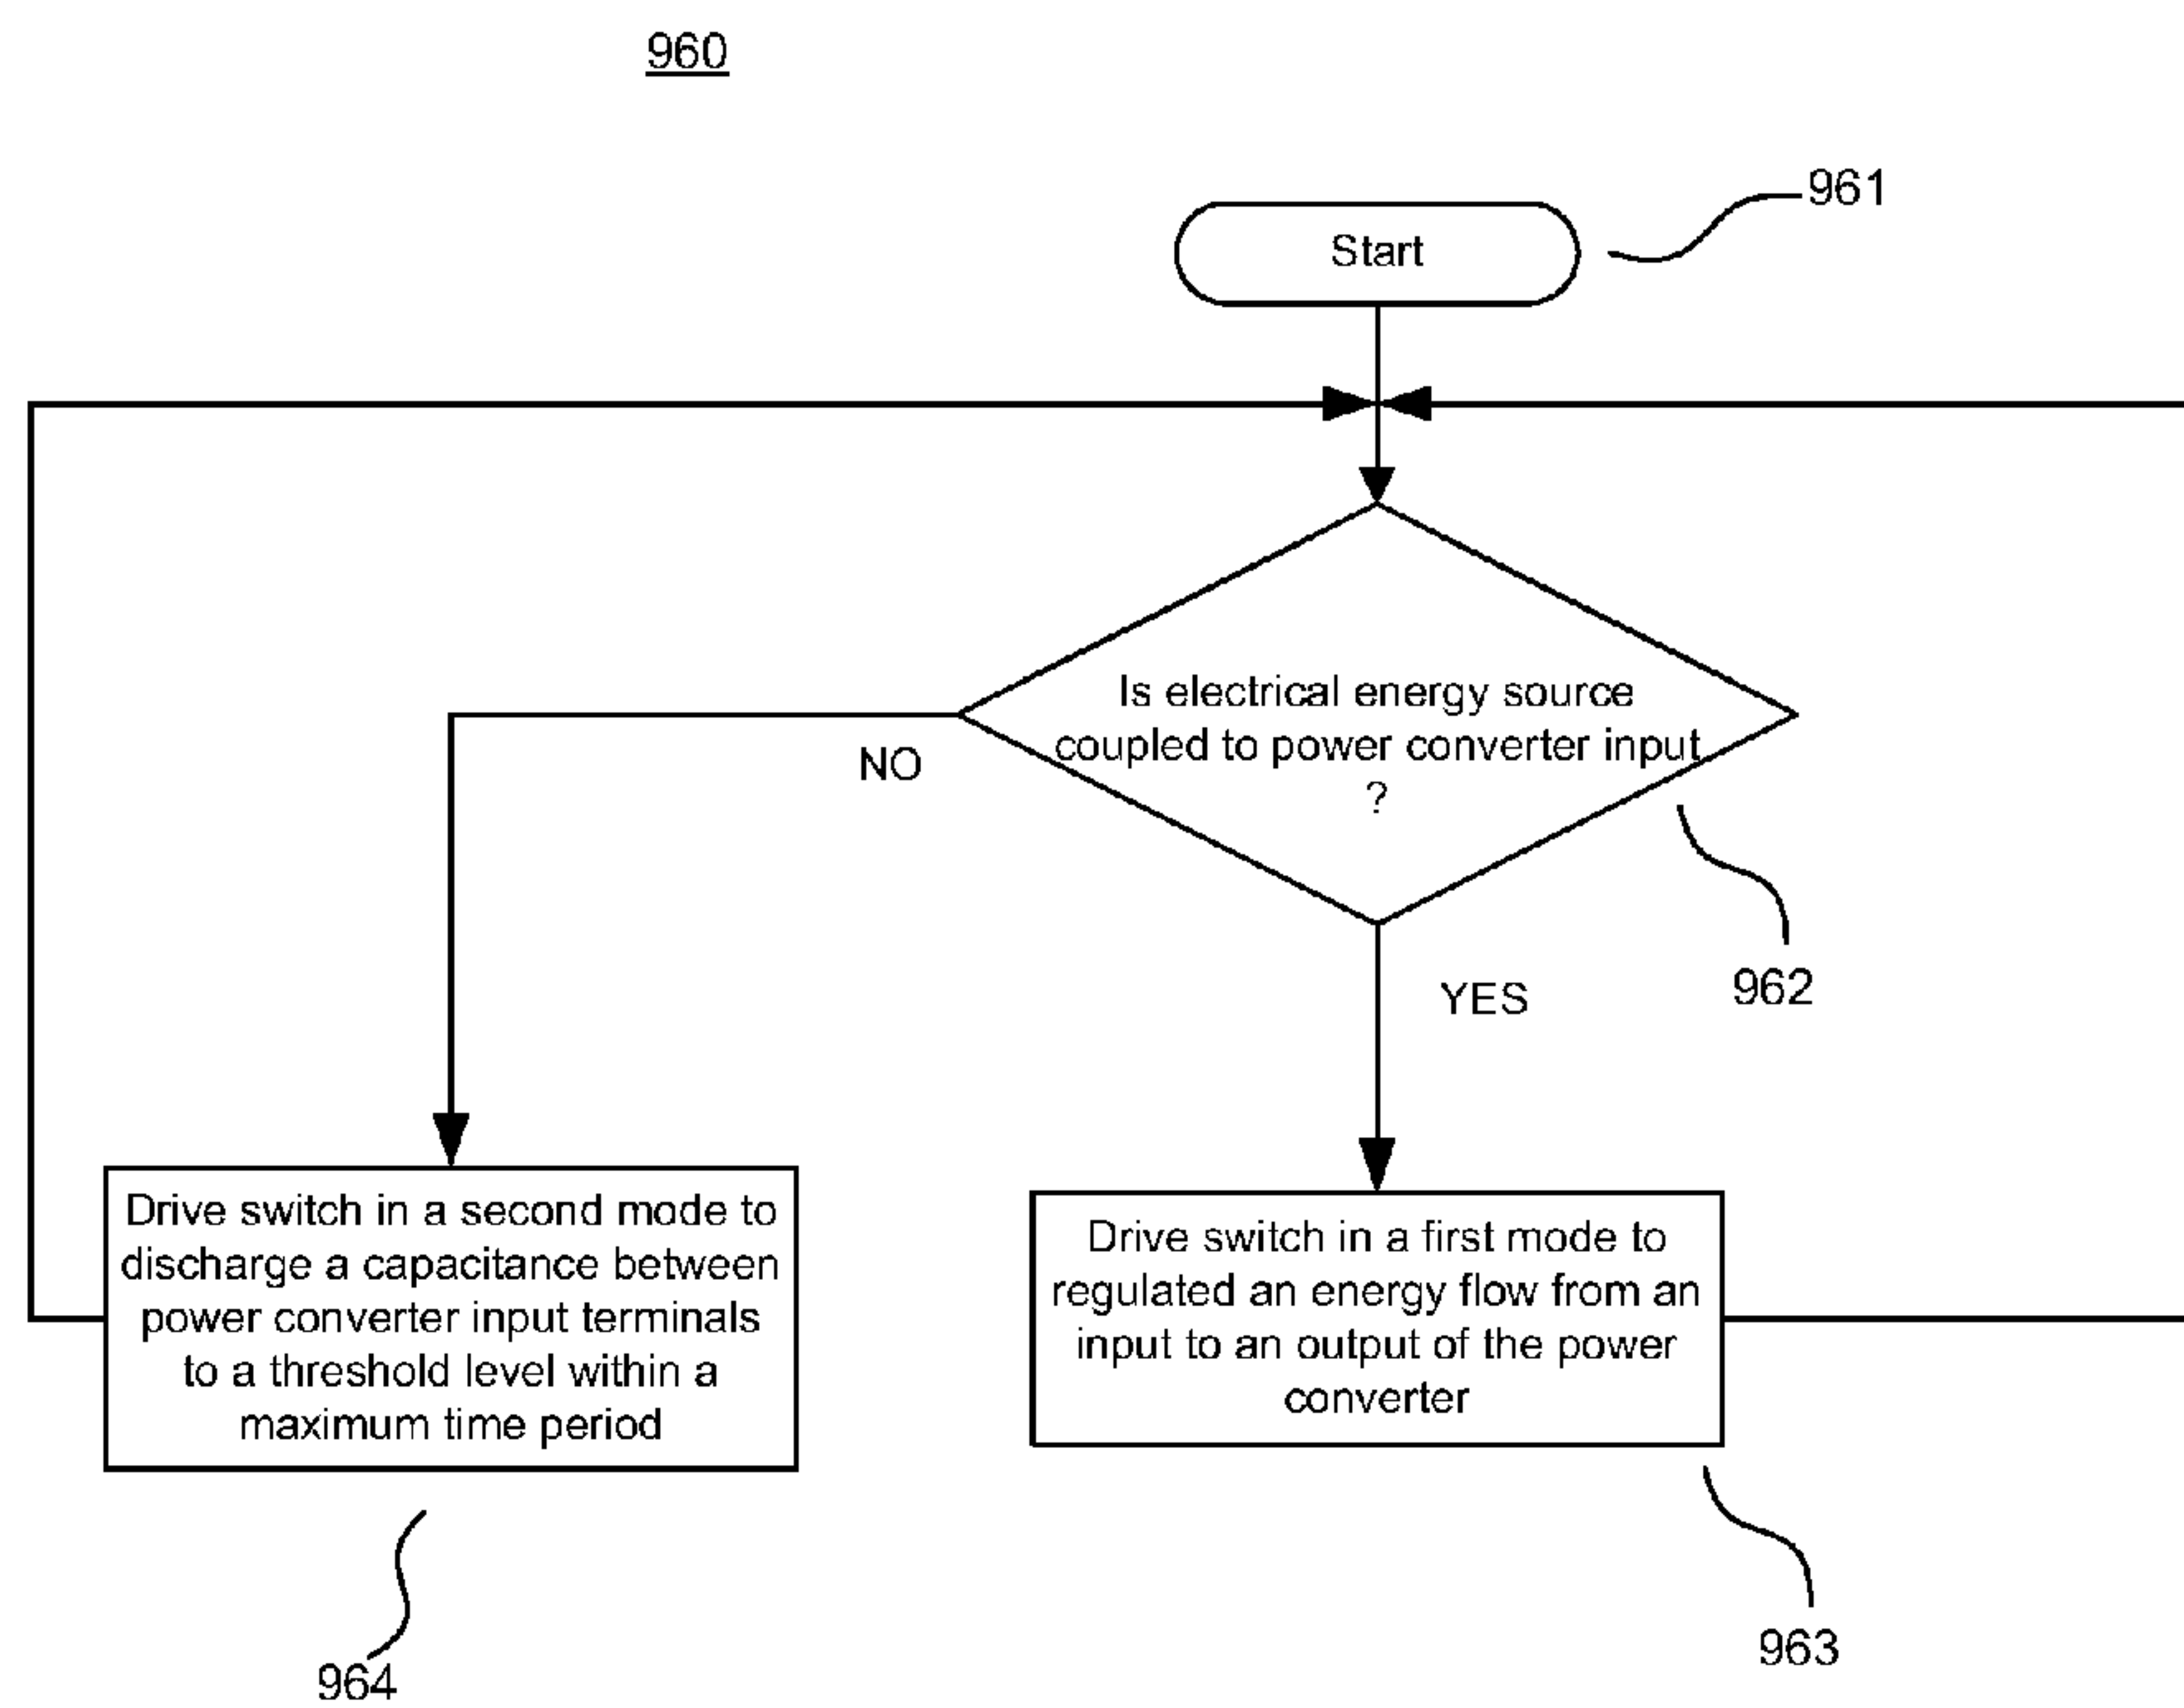 960
961
Start
Is electrical energy source
coupled to power converter input
?
NO
962
YES
Drive switch in a second mode to
discharge a capacitance between
power converter input terminals
to a threshold level within a
maximum time period
Drive switch in a first mode to
regulated an energy flow from an
input to an output of the power
converter
963
964